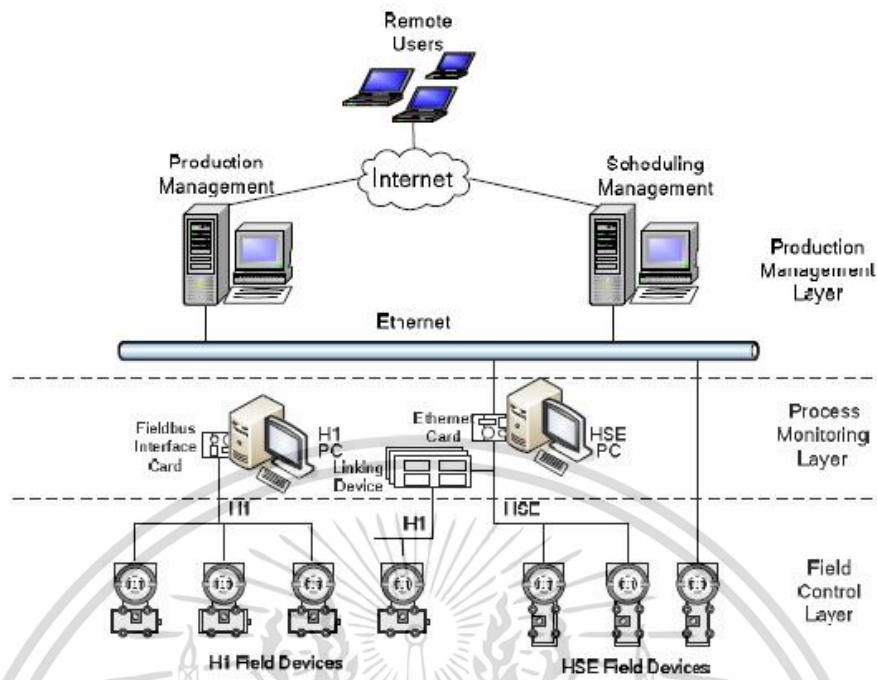 Remote
Users
Production
Management
Internet
Scheduling
Management
Production
Management
Layer
Ethernet
Fieldbus
Interface
Card
H1
PC
Ethernet
Card
HSE
PC
Linking
Device
Process
Monitoring
Layer
H1
H1
HSE
Field
Control
Layer
H1 Field Devices
HSE Field Devices